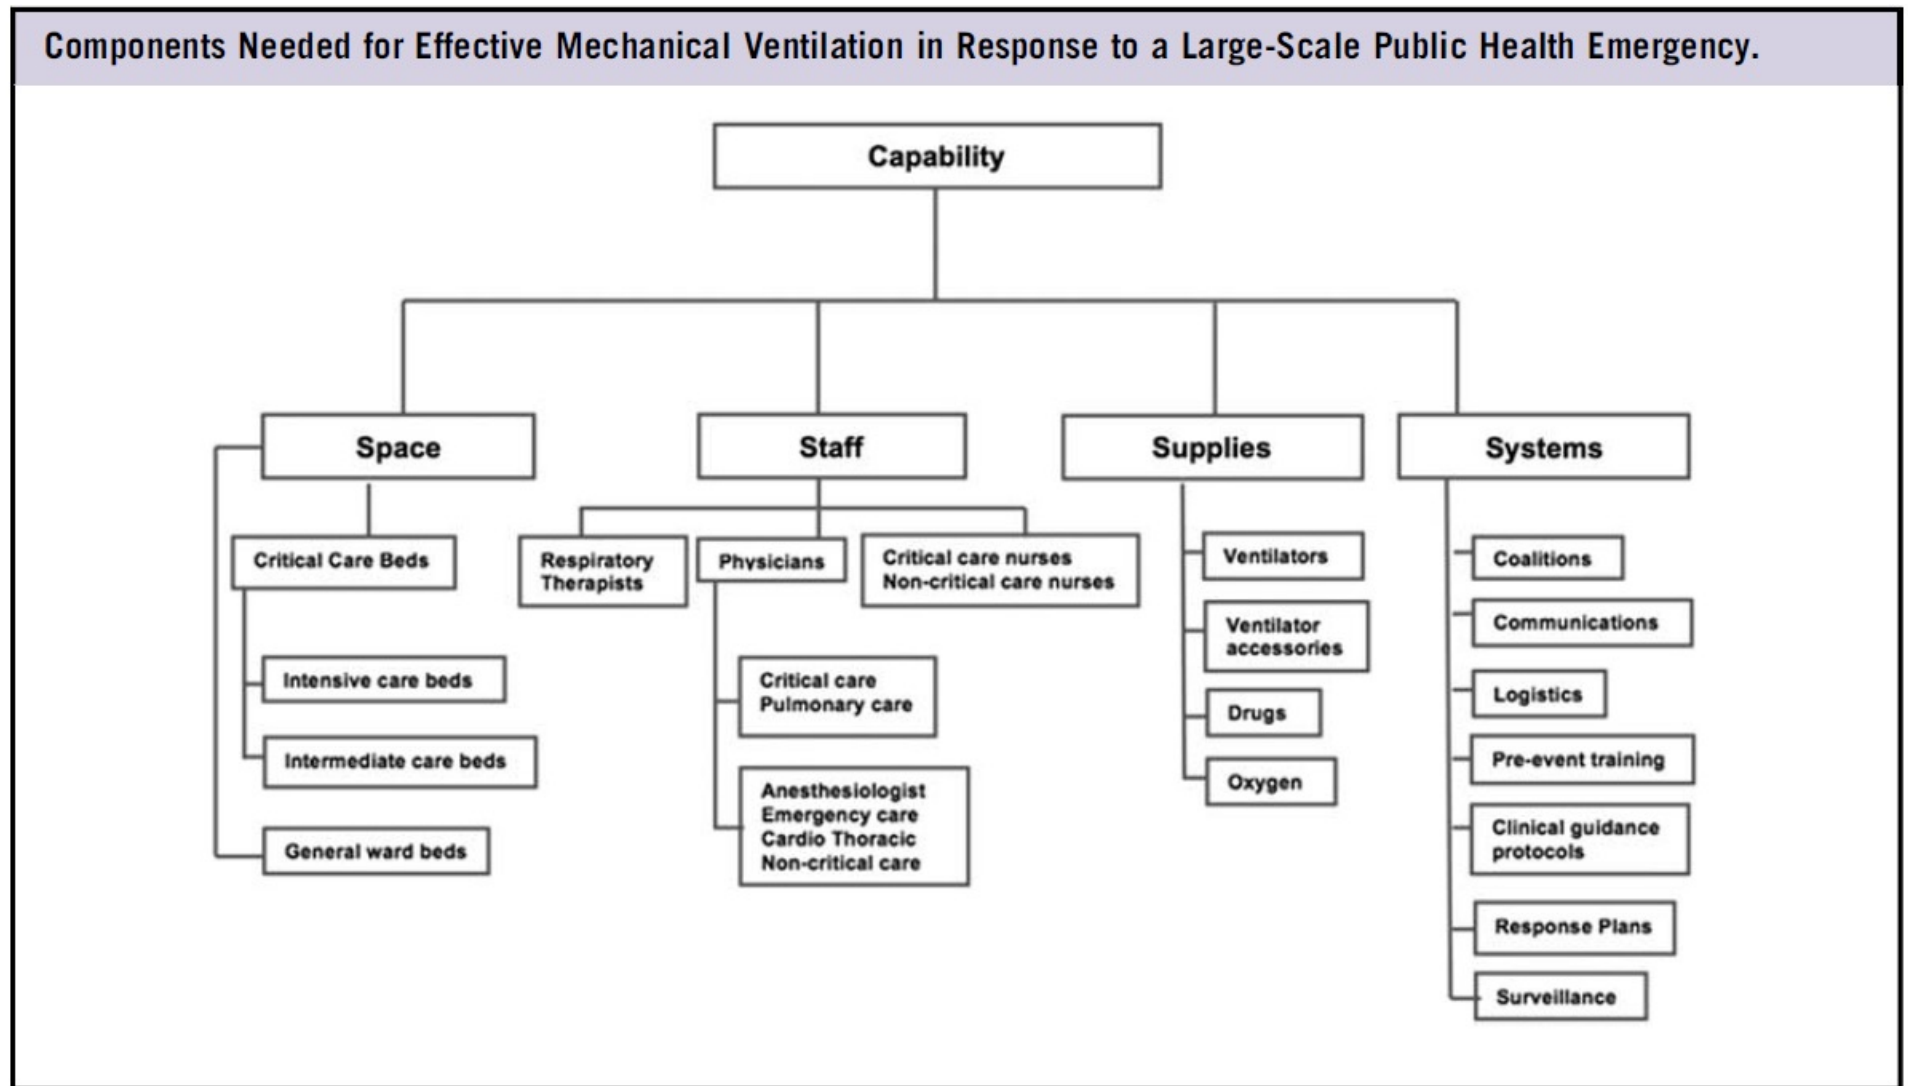 Components Needed for Effective Mechanical Ventilation in Response to a Large-Scale Public Health Emergency.
Capability
Space
Staff
Supplies
Systems
Critical Care Beds
Intensive care beds
Intermediate care beds
General ward beds
Respiratory
Therapists
Physicians
Critical care nurses
Non-critical care nurses
Critical care
Pulmonary care
Anesthesiologist
Emergency care
Cardio Thoracic
Non-critical care
Ventilators
Ventilator
accessories
Drugs
Oxygen
Coalitions
Communications
Logistics
Pre-event training
Clinical guidance
protocols
Response Plans
Surveillance